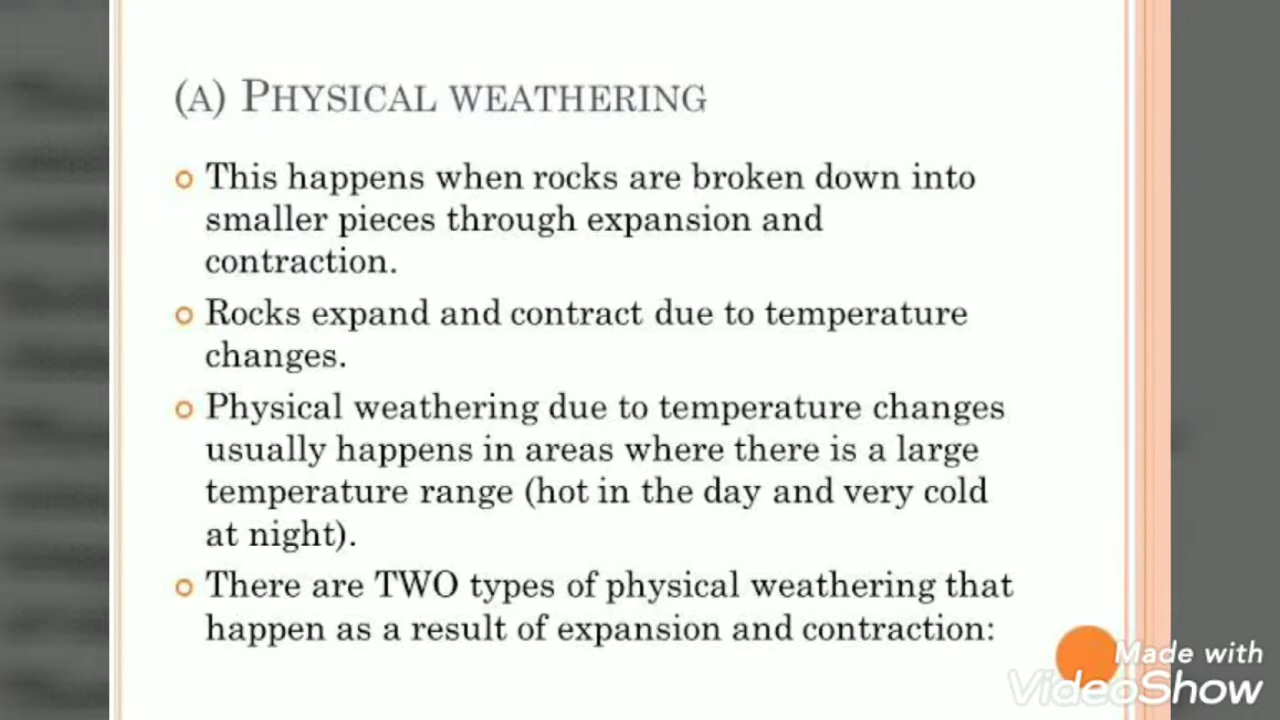 (A) PHYSICAL WEATHERING
This happens when rocks are broken down into
smaller pieces through expansion and
contraction.
Rocks expand and contract due to temperature
changes.
Physical weathering due to temperature changes
usually happens in areas where there is a large
temperature range (hot in the day and very cold
at night).
There are TWO types of physical weathering that
happen as a result of expansion and contraction:
Made with
VideoShow